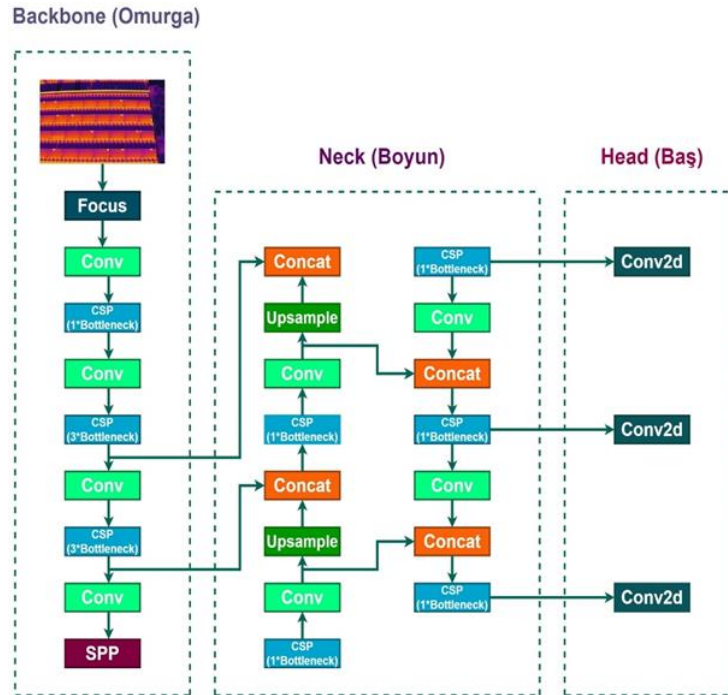 Backbone (Omurga)
Focus
Conv
CSP
(1*Bottleneck)
Conv
CSP
(3*Bottleneck)
Conv
CSP
(3*Bottleneck)
Conv
SPP
Neck (Boyun)
Concat
Upsample
Conv
CSP
(1*Bottleneck)
Concat
Upsample
Conv
CSP
(1*Bottleneck)
CSP
(1*Bottleneck)
Conv
Concat
CSP
(1*Bottleneck)
Conv
Concat
CSP
(1*Bottleneck)
Head (Baş)
Conv2d
Conv2d
Conv2d